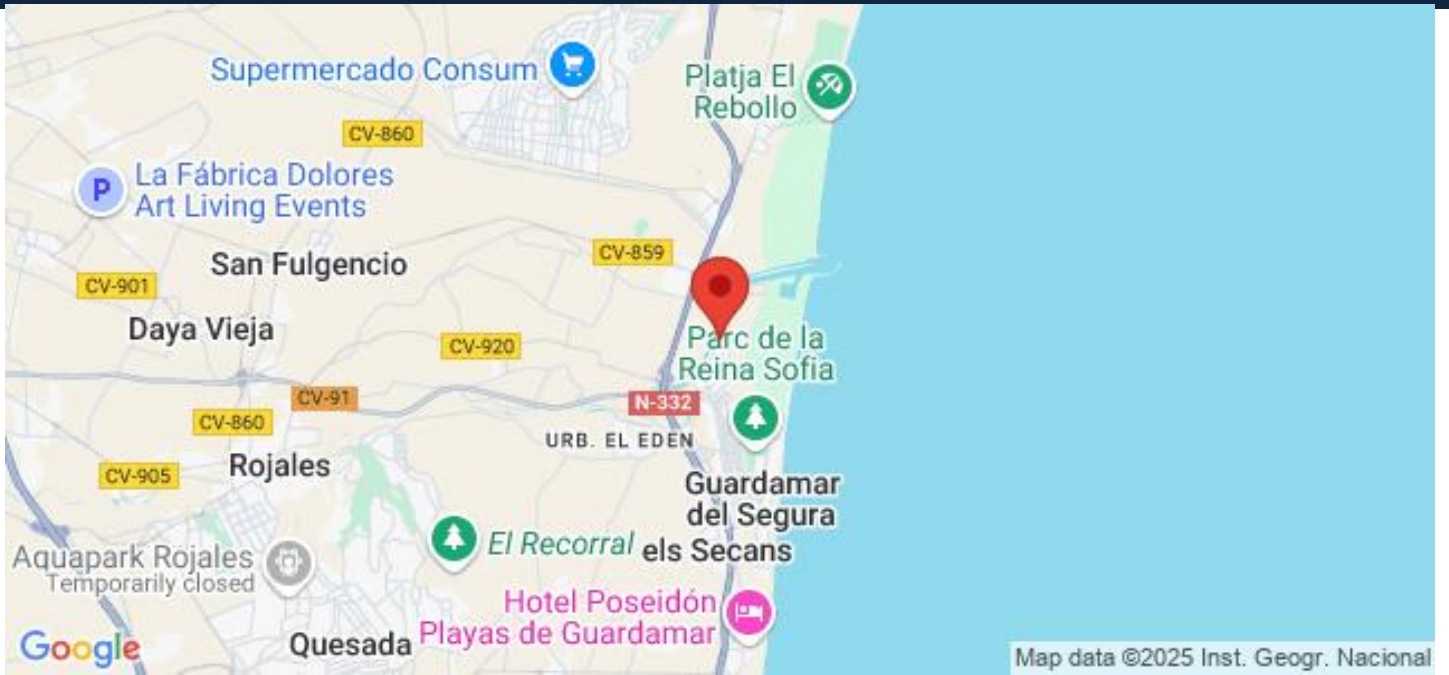 Supermercado Consum
Platja El
Rebollo
CV-860
P
La Fábrica Dolores
Art Living Events
San Fulgencio
CV-859
CV-901
Daya Vieja
CV-920
Parc de la
Reina Sofia
CV-91
N-332
CV-860
URB. EL EDEN
Rojales
CV-905
Guardamar
del Segura
El Recorral
els Secans
Aquapark Rojales
Temporarily closed
Hotel Poseidón
Playas de Guardamar
Quesada
Google
Map data ©2025 Inst. Geogr. Nacional